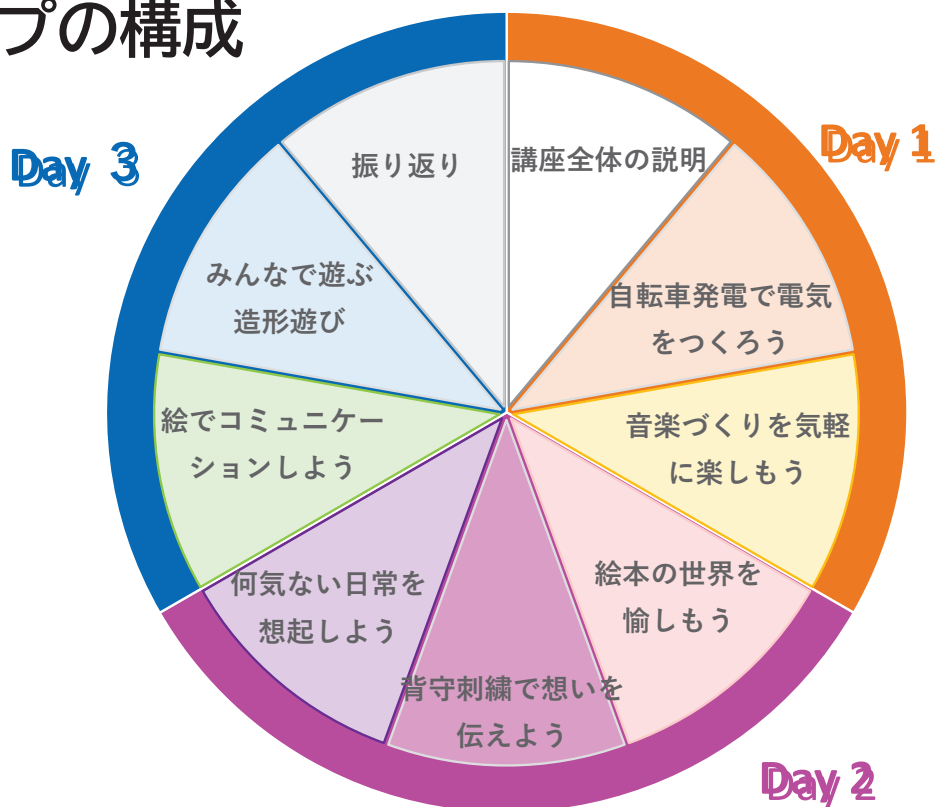 プの構成
Day 1
講座全体の説明
自転車発電で電気
をつくろう
音楽づくりを気軽
に楽しもう
Day 2
絵本の世界を
愉しもう
背守刺繍で想いを
伝えよう
何気ない日常を
想起しよう
Day 3
絵でコミュニケー
ションしよう
みんなで遊ぶ
造形遊び
振り返り